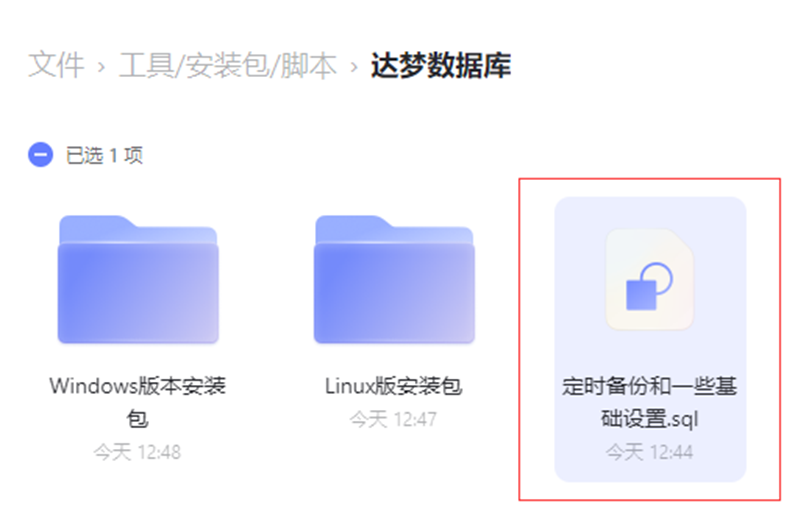 文件 › 工具/安装包/脚本 › 达梦数据库
已选 1 项
Windows版本安装
包
今天 12:48
Linux版安装包
今天 12:47
定时备份和一些基
础设置.sql
今天 12:44